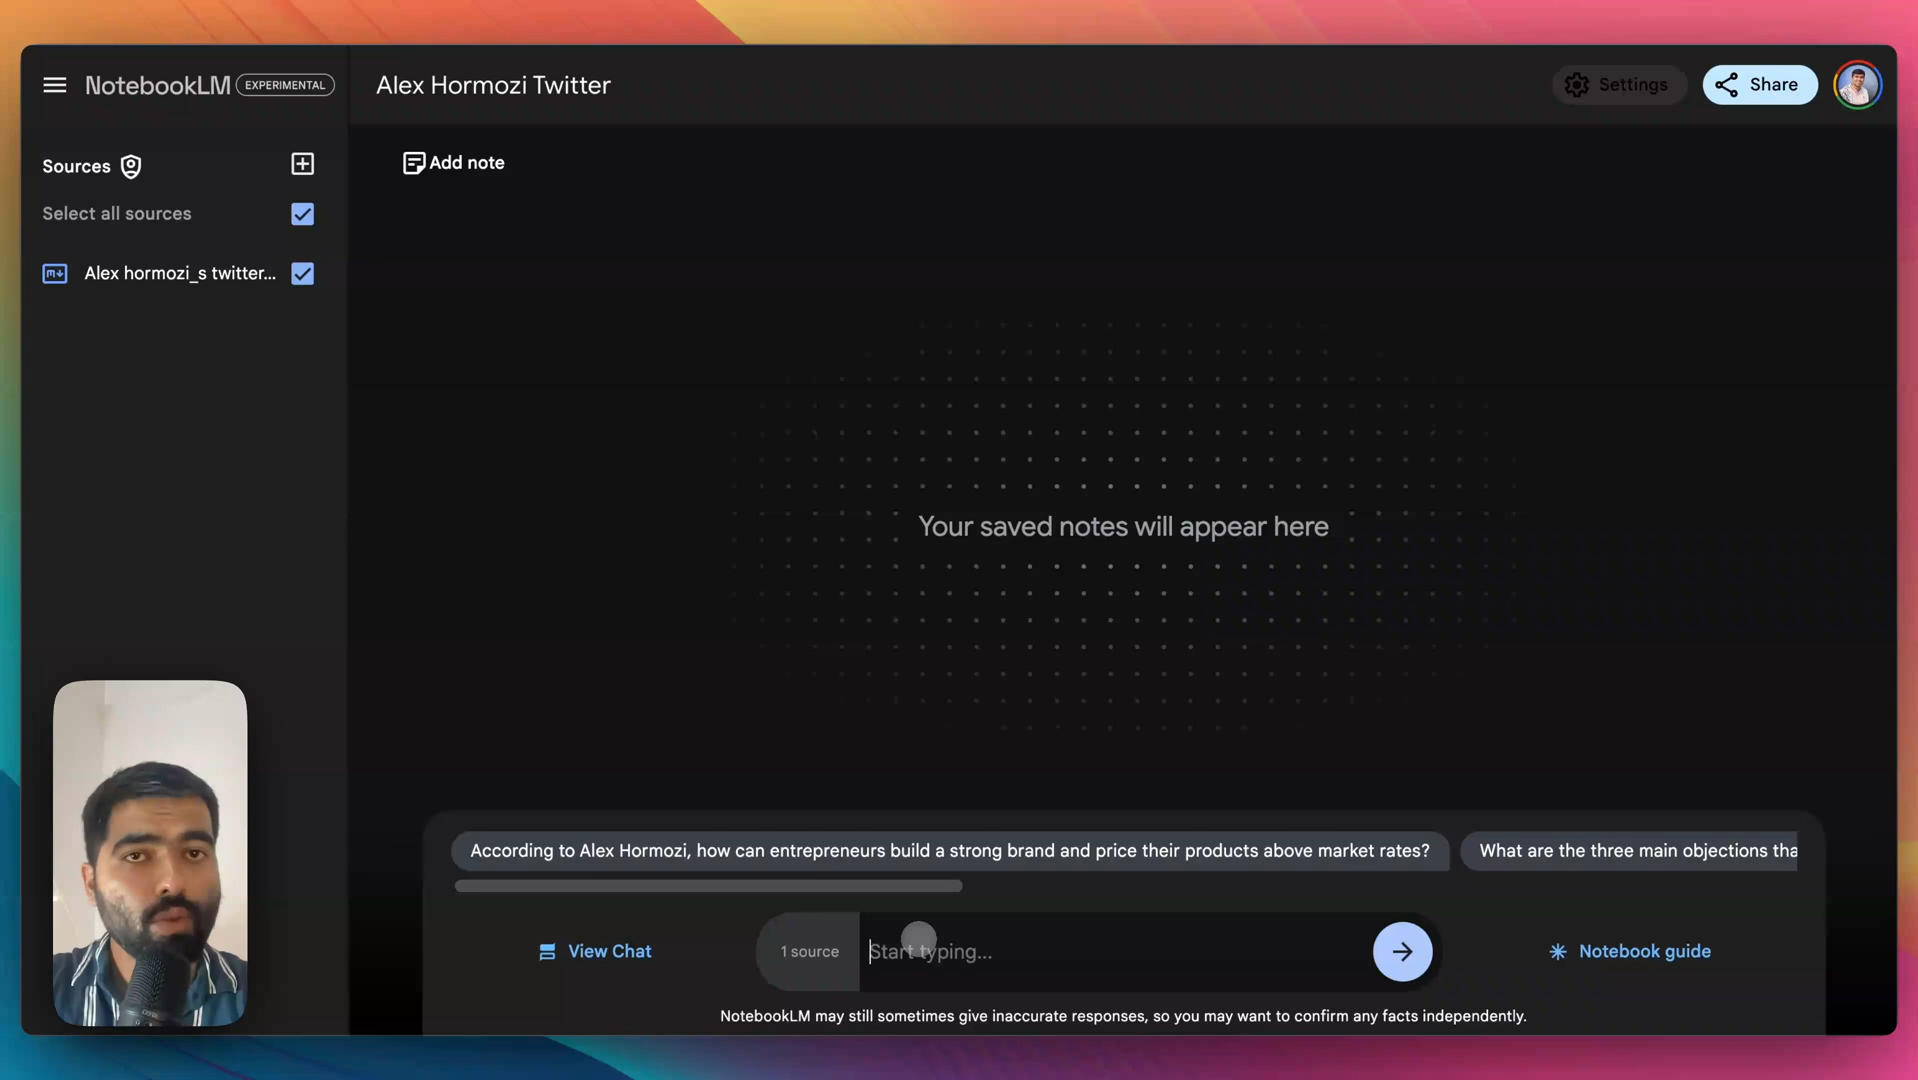 NotebookLM EXPERIMENTAL
Alex Hormozi Twitter
Settings
Share
Sources
Select all sources
Alex hormozi_s twitter...
Add note
Your saved notes will appear here
According to Alex Hormozi, how can entrepreneurs build a strong brand and price their products above market rates?
What are the three main objections tha
View Chat
1 source
Start typing...
Notebook guide
NotebookLM may still sometimes give inaccurate responses, so you may want to confirm any facts independently.